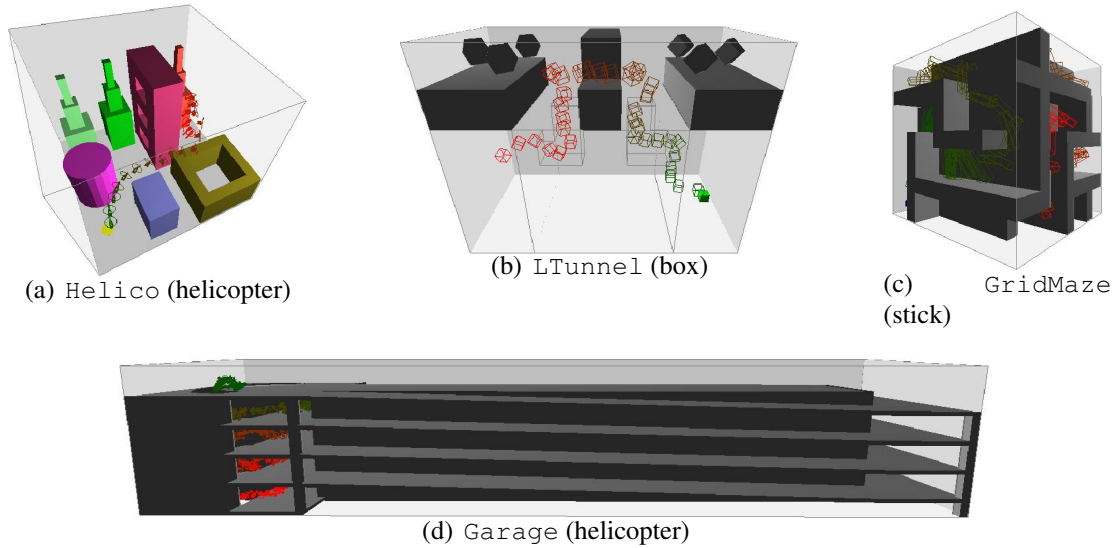 (a) Helico (helicopter)
(b) LTunnel (box)
(c) GridMaze
(stick)
(d) Garage (helicopter)